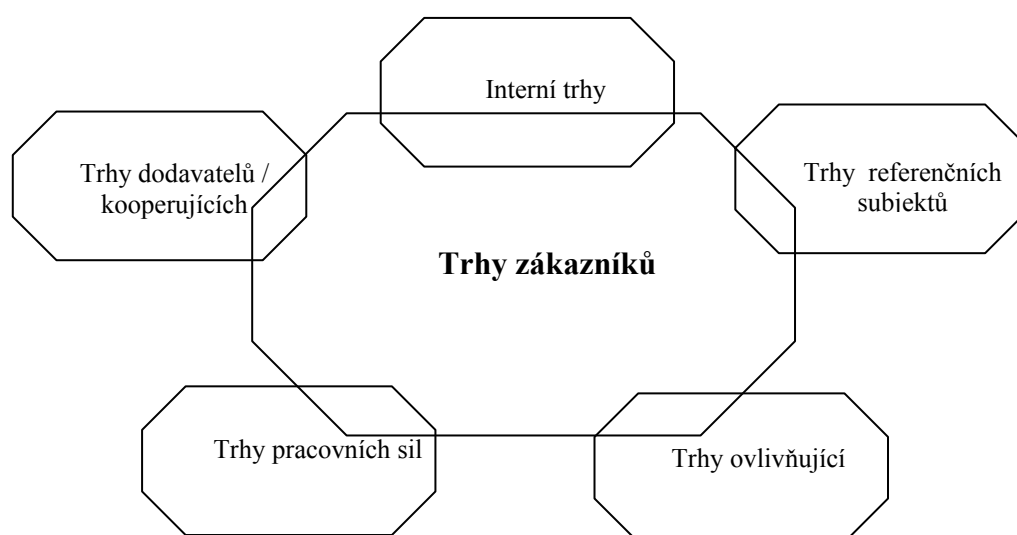 Interní trhy
Trhy dodavatelů /
kooperujících
Trhy referenčních
subjektů
Trhy zákazníků
Trhy pracovních sil
Trhy ovlivňující